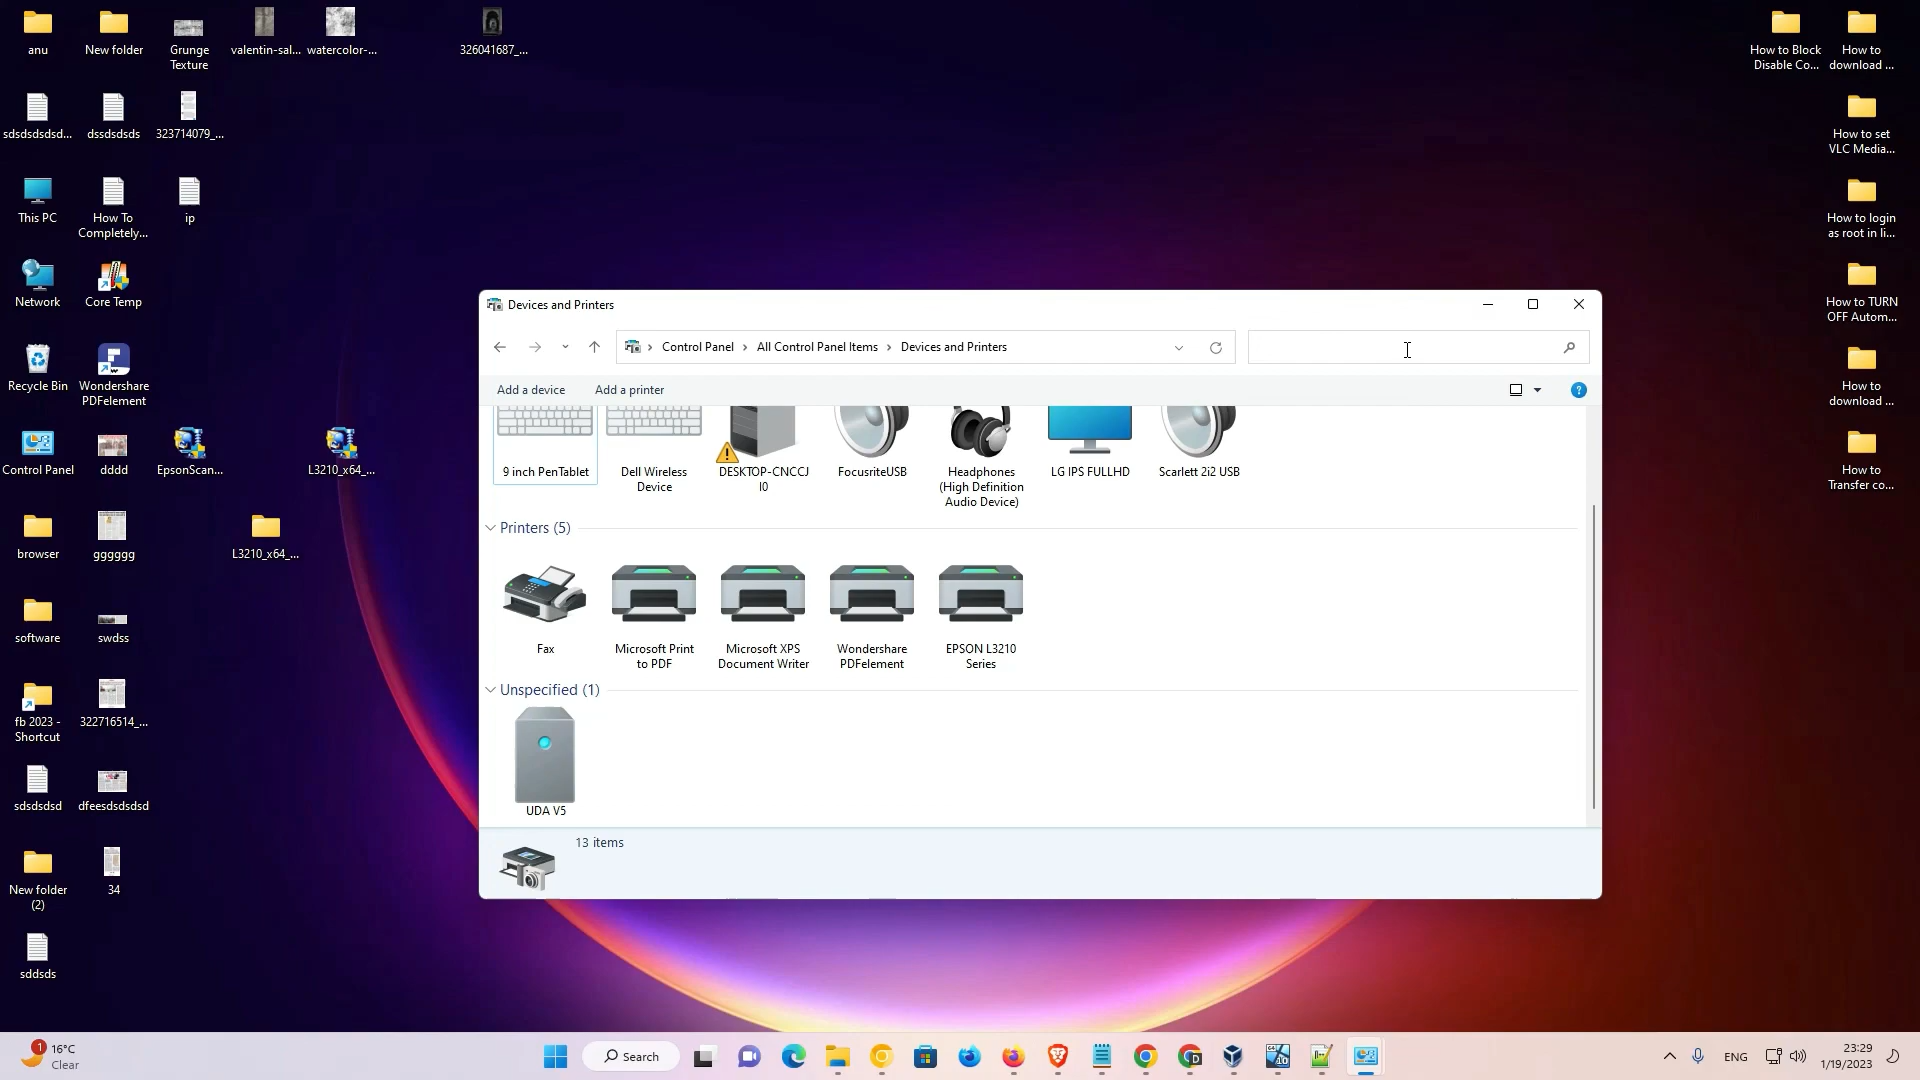 anu
New folder
Grunge
Texture
valentin-sal...
watercolor-...
326041687_...
How to Block
Disable Co...
How to
download ...
sdsdsdsdsd...
dssdsdsds
323714079_...
How to set
VLC Media...
This PC
How To
Completely...
ip
How to login
as root in li...
Network
Core Temp
How to TURN
OFF Autom...
Recycle Bin
Wondershare
PDFelement
How to
download ...
Control Panel
dddd
EpsonScan...
L3210_x64_...
How to
Transfer co...
browser
gggggg
L3210_x64_...
software
swdss
fb 2023 -
Shortcut
322716514_...
sdsdsdsd
dfeesdsdsdsd
New folder
(2)
34
sddsds
Devices and Printers
Control Panel > All Control Panel Items > Devices and Printers
Add a device
Add a printer
9 inch PenTablet
Dell Wireless
Device
DESKTOP-CNCCJ
I0
FocusriteUSB
Headphones
(High Definition
Audio Device)
LG IPS FULLHD
Scarlett 2i2 USB
Printers (5)
Fax
Microsoft Print
to PDF
Microsoft XPS
Document Writer
Wondershare
PDFelement
EPSON L3210
Series
Unspecified (1)
UDA V5
13 items
1
16°C
Clear
Search
ENG
23:29
1/19/2023